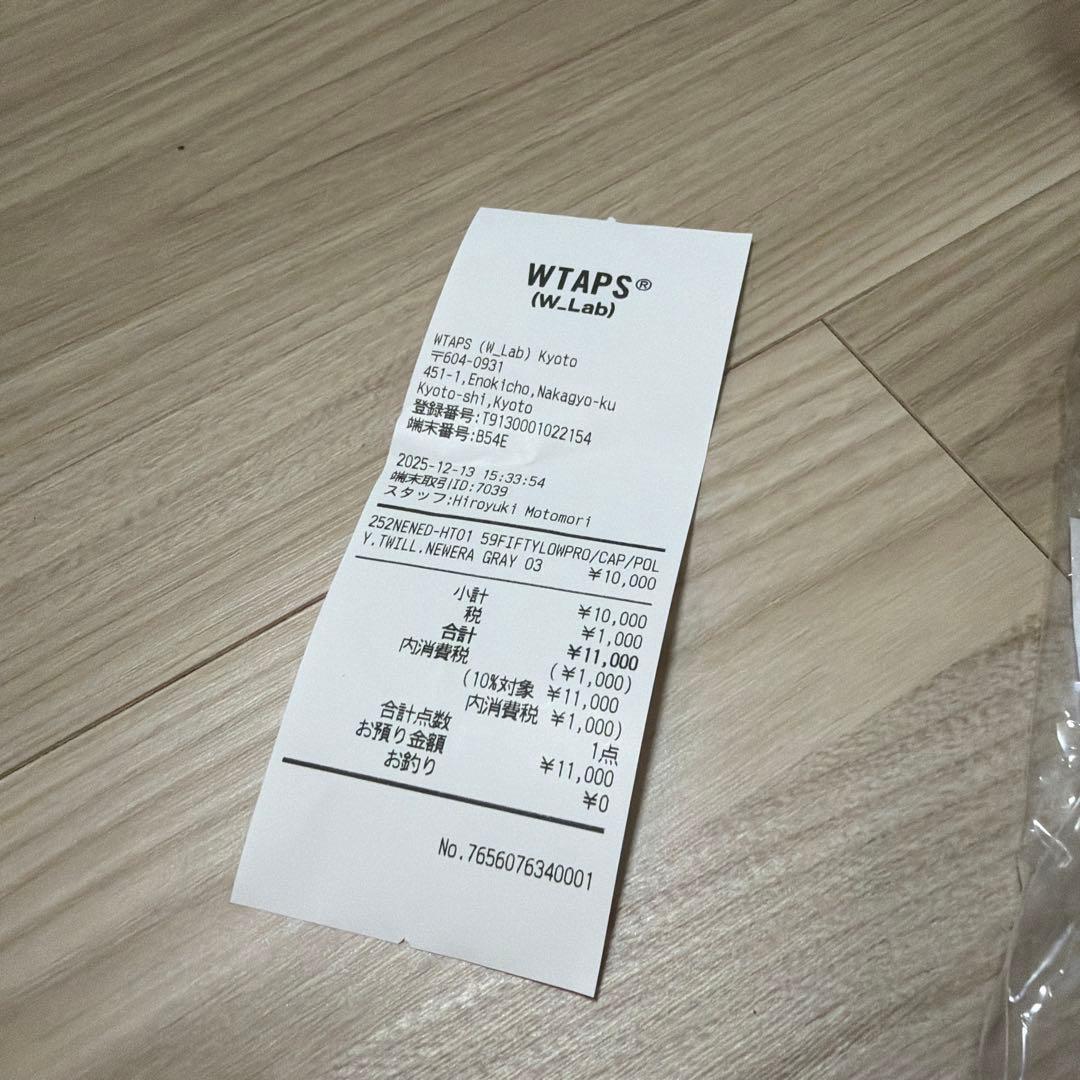 WTAPS®
(W_Lab)
WTAPS (W_Lab) Kyoto
〒604-0931
451-1,Enokicho,Nakagyo-ku
Kyoto-shi,Kyoto
登録番号:T9130001022154
端末番号:B54E
2025-12-13 15:33:54
端末取引ID:7039
スタッフ:Hiroyuki Motomori
252NENED-HT01 59FIFTYLOWPRO/CAP/POL
Y.TWILL.NEWERA GRAY 03 ¥10,000
小計 ¥10,000
税 ¥1,000
合計 ¥11,000
内消費税 (¥1,000)
(10%対象 ¥11,000
内消費税 ¥1,000)
合計点数 1点
お預り金額 ¥11,000
お釣り ¥0
No.7656076340001